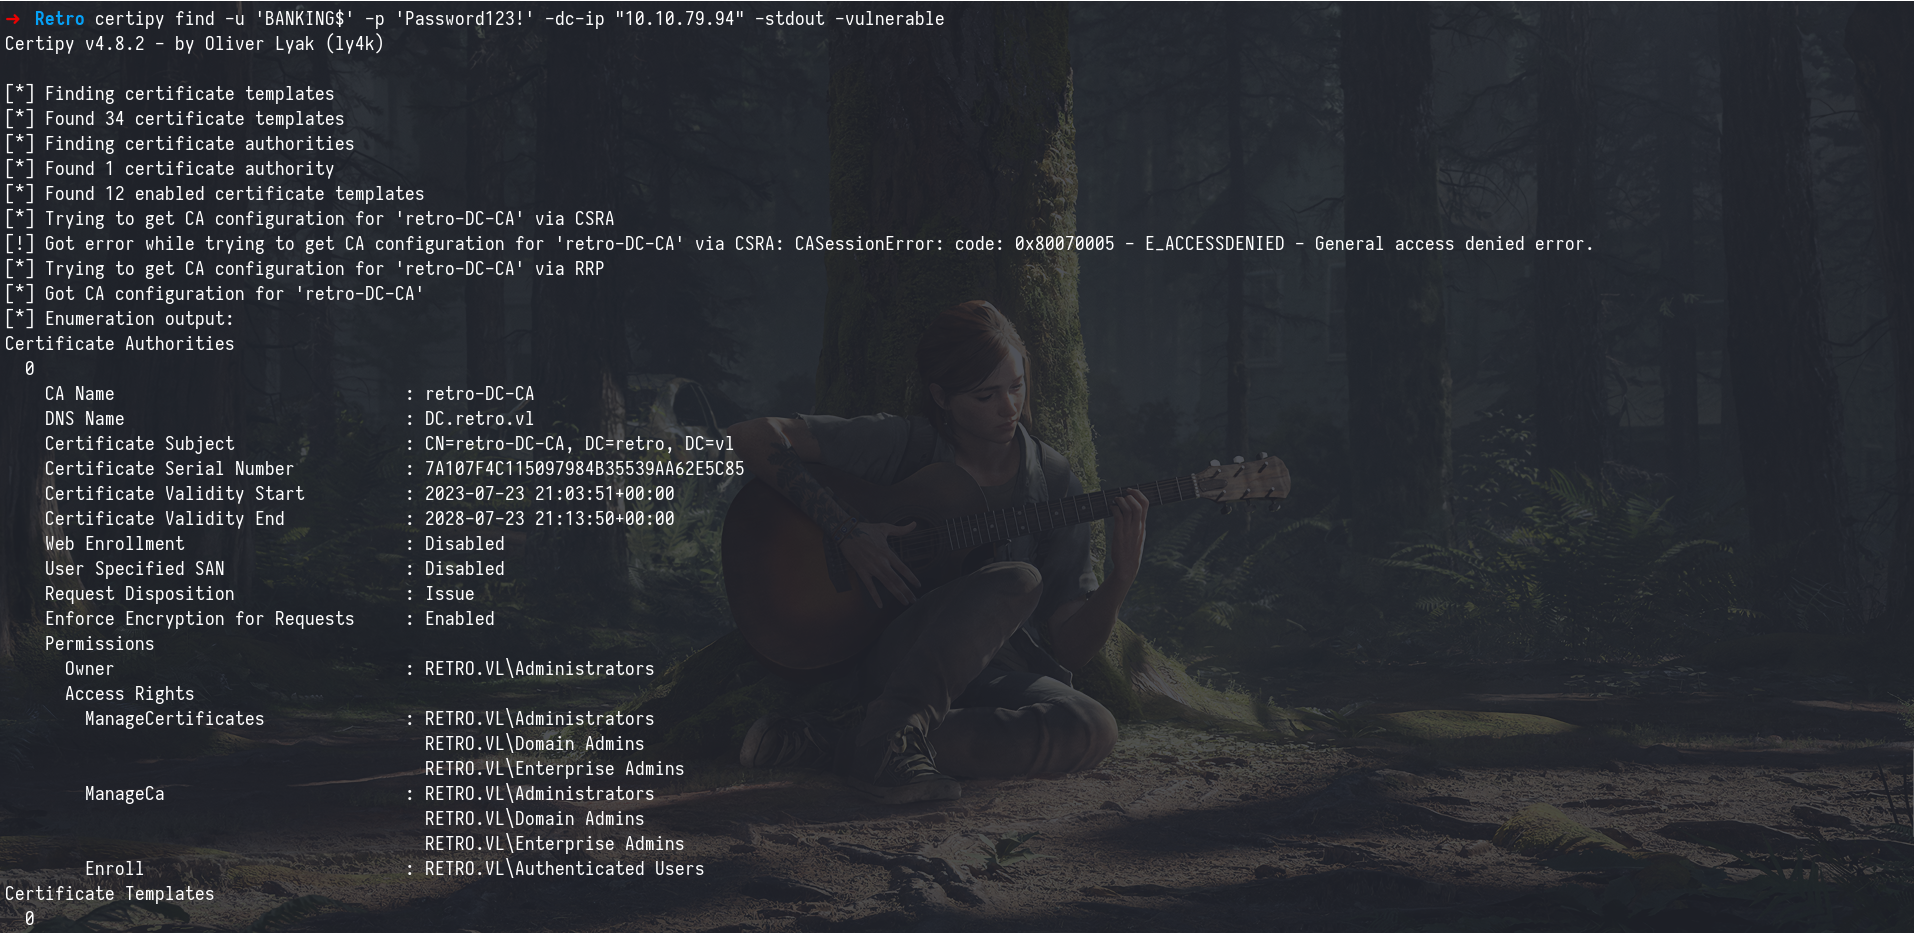 ➜ Retro certipy find -u 'BANKING$' -p 'Password123!' -dc-ip "10.10.79.94" -stdout -vulnerable
Certipy v4.8.2 - by Oliver Lyak (ly4k)
[*] Finding certificate templates
[*] Found 34 certificate templates
[*] Finding certificate authorities
[*] Found 1 certificate authority
[*] Found 12 enabled certificate templates
[*] Trying to get CA configuration for 'retro-DC-CA' via CSRA
[!] Got error while trying to get CA configuration for 'retro-DC-CA' via CSRA: CASessionError: code: 0x80070005 - E_ACCESSDENIED - General access denied error.
[*] Trying to get CA configuration for 'retro-DC-CA' via RRP
[*] Got CA configuration for 'retro-DC-CA'
[*] Enumeration output:
Certificate Authorities
0
CA Name : retro-DC-CA
DNS Name : DC.retro.vl
Certificate Subject : CN=retro-DC-CA, DC=retro, DC=vl
Certificate Serial Number : 7A107F4C115097984B35539AA62E5C85
Certificate Validity Start : 2023-07-23 21:03:51+00:00
Certificate Validity End : 2028-07-23 21:13:50+00:00
Web Enrollment : Disabled
User Specified SAN : Disabled
Request Disposition : Issue
Enforce Encryption for Requests : Enabled
Permissions
Owner : RETRO.VL\Administrators
Access Rights
ManageCertificates : RETRO.VL\Administrators
RETRO.VL\Domain Admins
RETRO.VL\Enterprise Admins
ManageCa : RETRO.VL\Administrators
RETRO.VL\Domain Admins
RETRO.VL\Enterprise Admins
Enroll : RETRO.VL\Authenticated Users
Certificate Templates
0